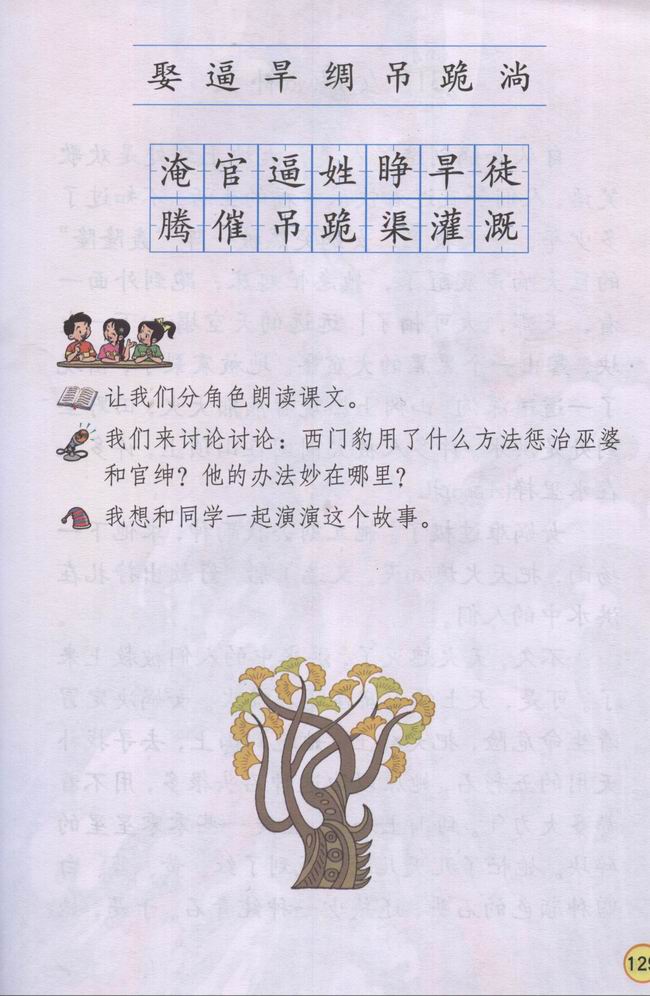 娶 逼 旱 绸 吊 跪 淌
淹 官 逼 姓 睁 旱 徒
腾 催 吊 跪 渠 灌 溉
让我们分角色朗读课文。
我们来讨论讨论：西门豹用了什么方法惩治巫婆
和官绅？他的办法妙在哪里？
我想和同学一起演演这个故事。
129